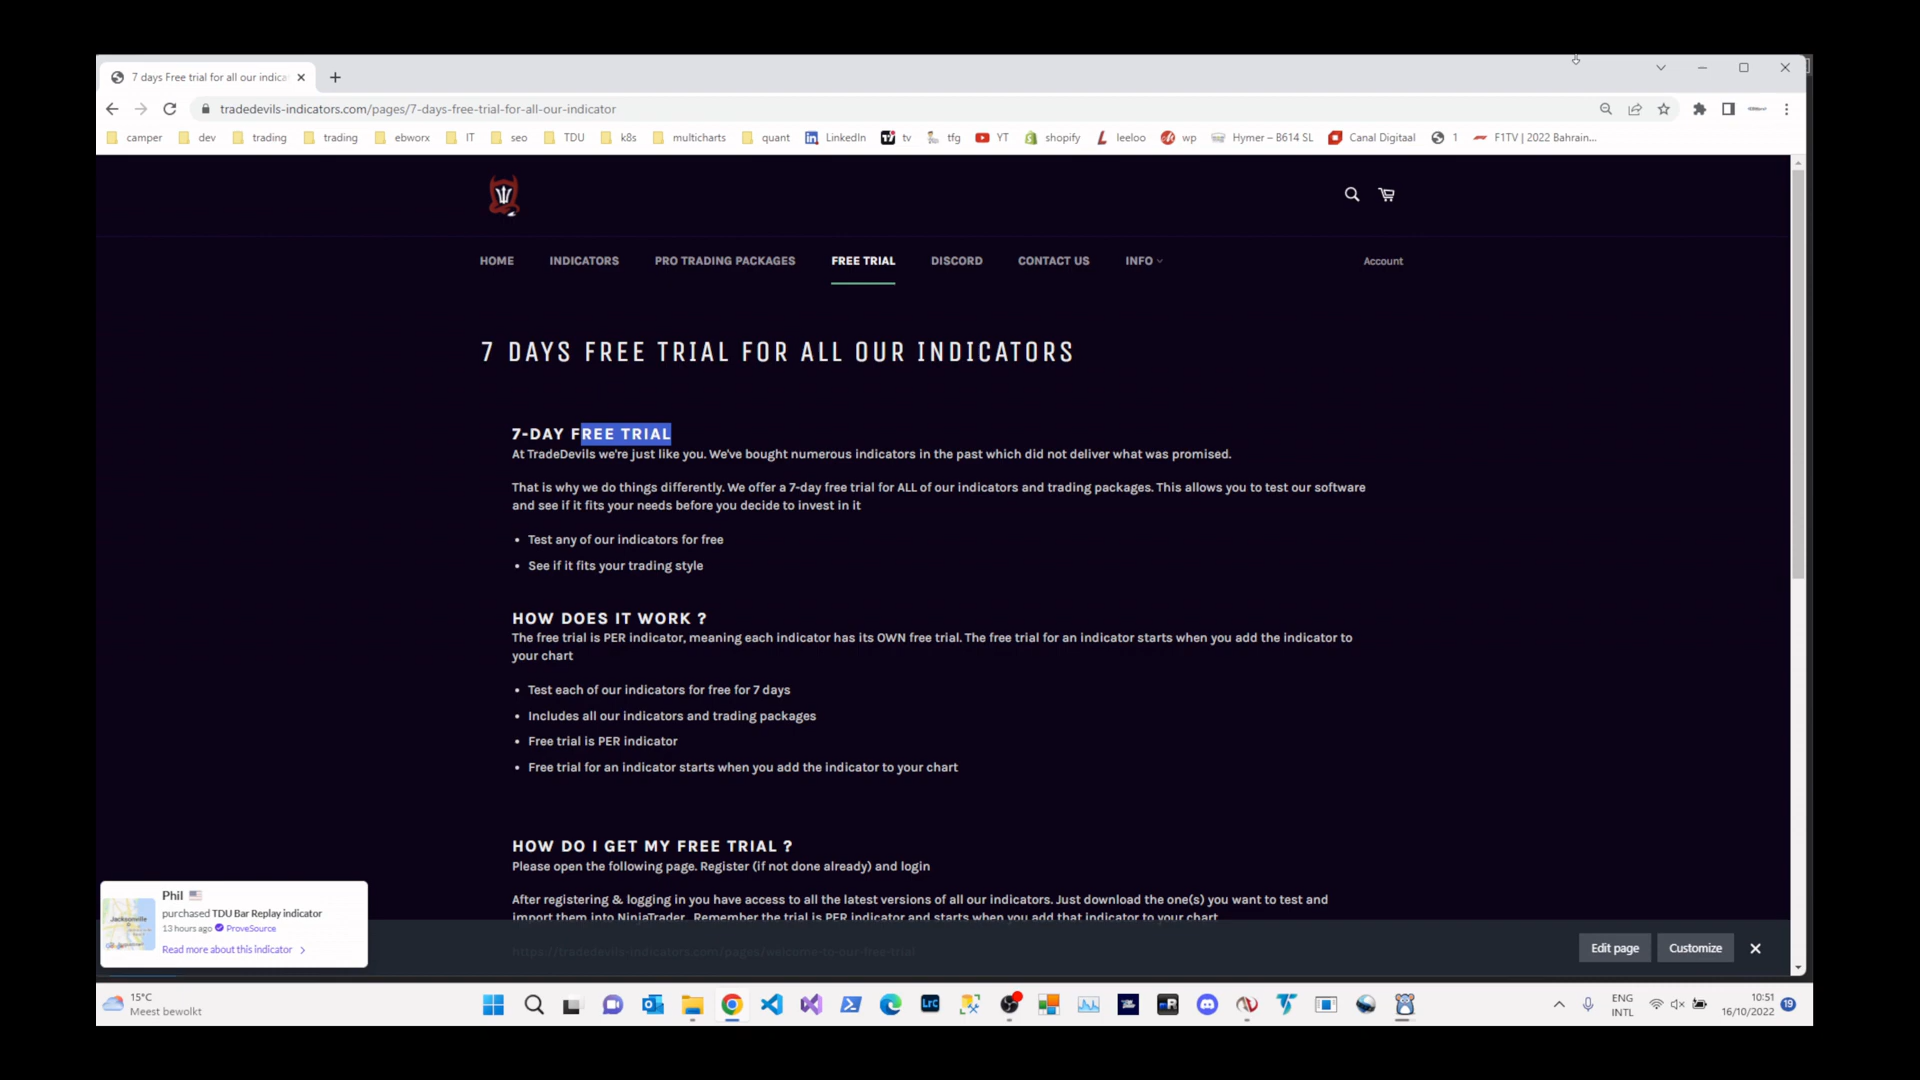 7 days Free trial for all our indica
tradedevils-indicators.com/pages/7-days-free-trial-for-all-our-indicator
camper dev trading trading ebworx IT seo TDU k8s multicharts quant LinkedIn tv tfg YT shopify leeloo wp Hymer – B614 SL Canal Digitaal 1 F1TV | 2022 Bahrain...
HOME INDICATORS PRO TRADING PACKAGES FREE TRIAL DISCORD CONTACT US INFO Account
7 DAYS FREE TRIAL FOR ALL OUR INDICATORS
7-DAY FREE TRIAL
At TradeDevils we're just like you. We've bought numerous indicators in the past which did not deliver what was promised.
That is why we do things differently. We offer a 7-day free trial for ALL of our indicators and trading packages. This allows you to test our software
and see if it fits your needs before you decide to invest in it
• Test any of our indicators for free
• See if it fits your trading style
HOW DOES IT WORK ?
The free trial is PER indicator, meaning each indicator has its OWN free trial. The free trial for an indicator starts when you add the indicator to
your chart
• Test each of our indicators for free for 7 days
• Includes all our indicators and trading packages
• Free trial is PER indicator
• Free trial for an indicator starts when you add the indicator to your chart
HOW DO I GET MY FREE TRIAL ?
Please open the following page. Register (if not done already) and login
After registering & logging in you have access to all the latest versions of all our indicators. Just download the one(s) you want to test and
import them into NinjaTrader. Remember the trial is PER indicator and starts when you add that indicator to your chart
https://tradedevils-indicators.com/pages/welcome-to-our-free-trial
Phil
purchased TDU Bar Replay indicator
13 hours ago ProveSource
Read more about this indicator
Jacksonville
Edit page Customize
15°C
Meest bewolkt
Lrc
ENG
INTL
10:51
16/10/2022
19